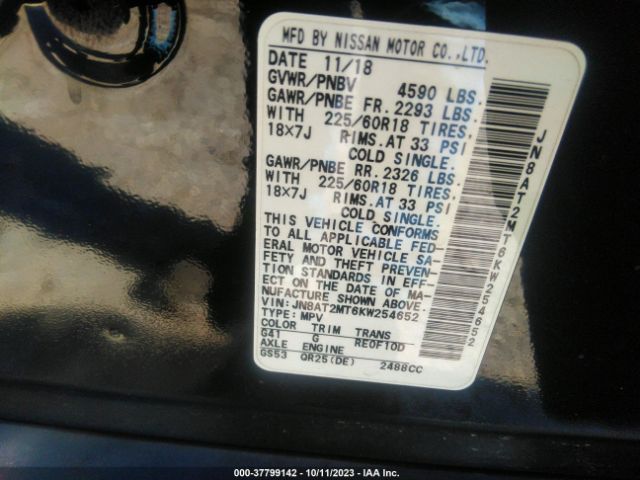 MFD BY NISSAN MOTOR CO.,LTD.
DATE 11/18
GVWR/PNBV 4590 LBS.
GAWR/PNBE FR. 2293 LBS.
WITH 225/60R18 TIRES.
18×7J RIMS.AT 33 PSI
COLD SINGLE.
GAWR/PNBE RR. 2326 LBS.
WITH 225/60R18 TIRES.
18×7J RIMS.AT 33 PSI
COLD SINGLE.
THIS VEHICLE CONFORMS
TO ALL APPLICABLE FED-
ERAL MOTOR VEHICLE SA-
FETY AND THEFT PREVEN-
TION STANDARDS IN EFF-
ECT ON THE DATE OF MA-
NUFACTURE SHOWN ABOVE.
VIN:JN8AT2MT6KW254652
TYPE:MPV
COLOR TRIM TRANS
G41 G RE0F10D
AXLE ENGINE
GS53 QR25(DE) 2488CC
JN8AT2MT6KW254652
000-37799142 - 10/11/2023 - IAA Inc.